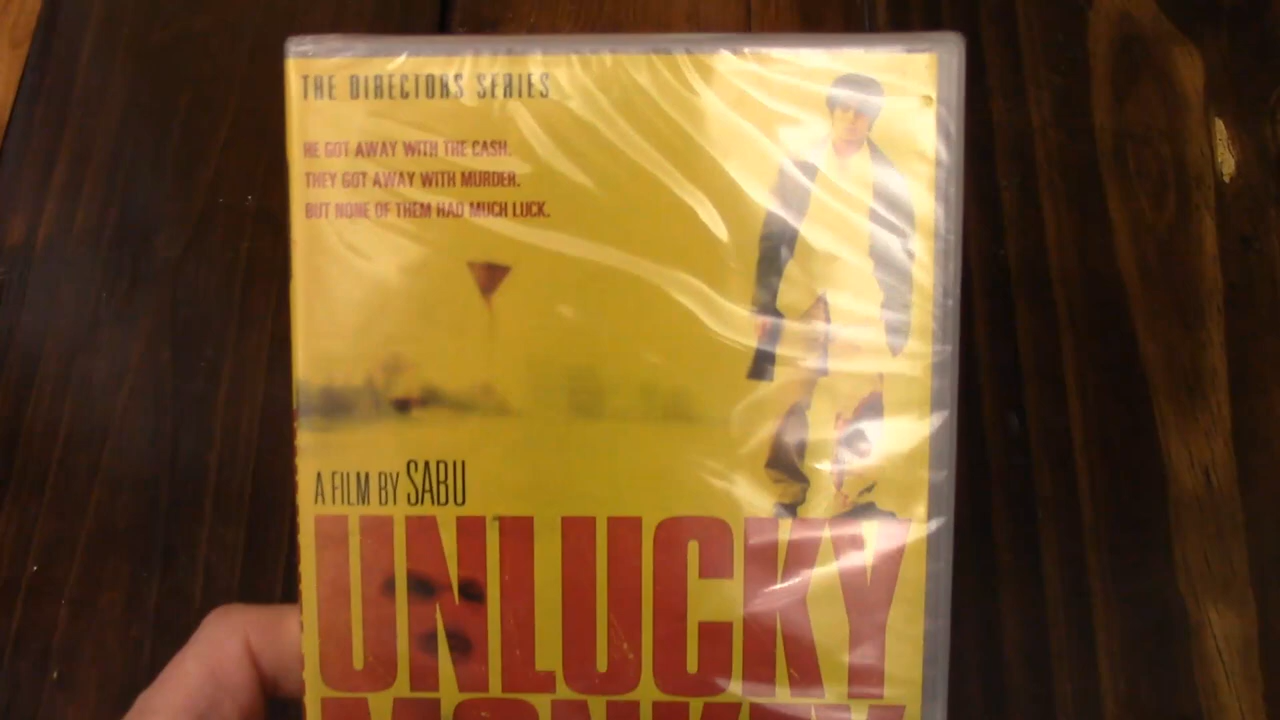 THE DIRECTORS SERIES
HE GOT AWAY WITH THE CASH.
THEY GOT AWAY WITH MURDER.
BUT NONE OF THEM HAD MUCH LUCK.
A FILM BY SABU
UNLUCKY
MONKEY